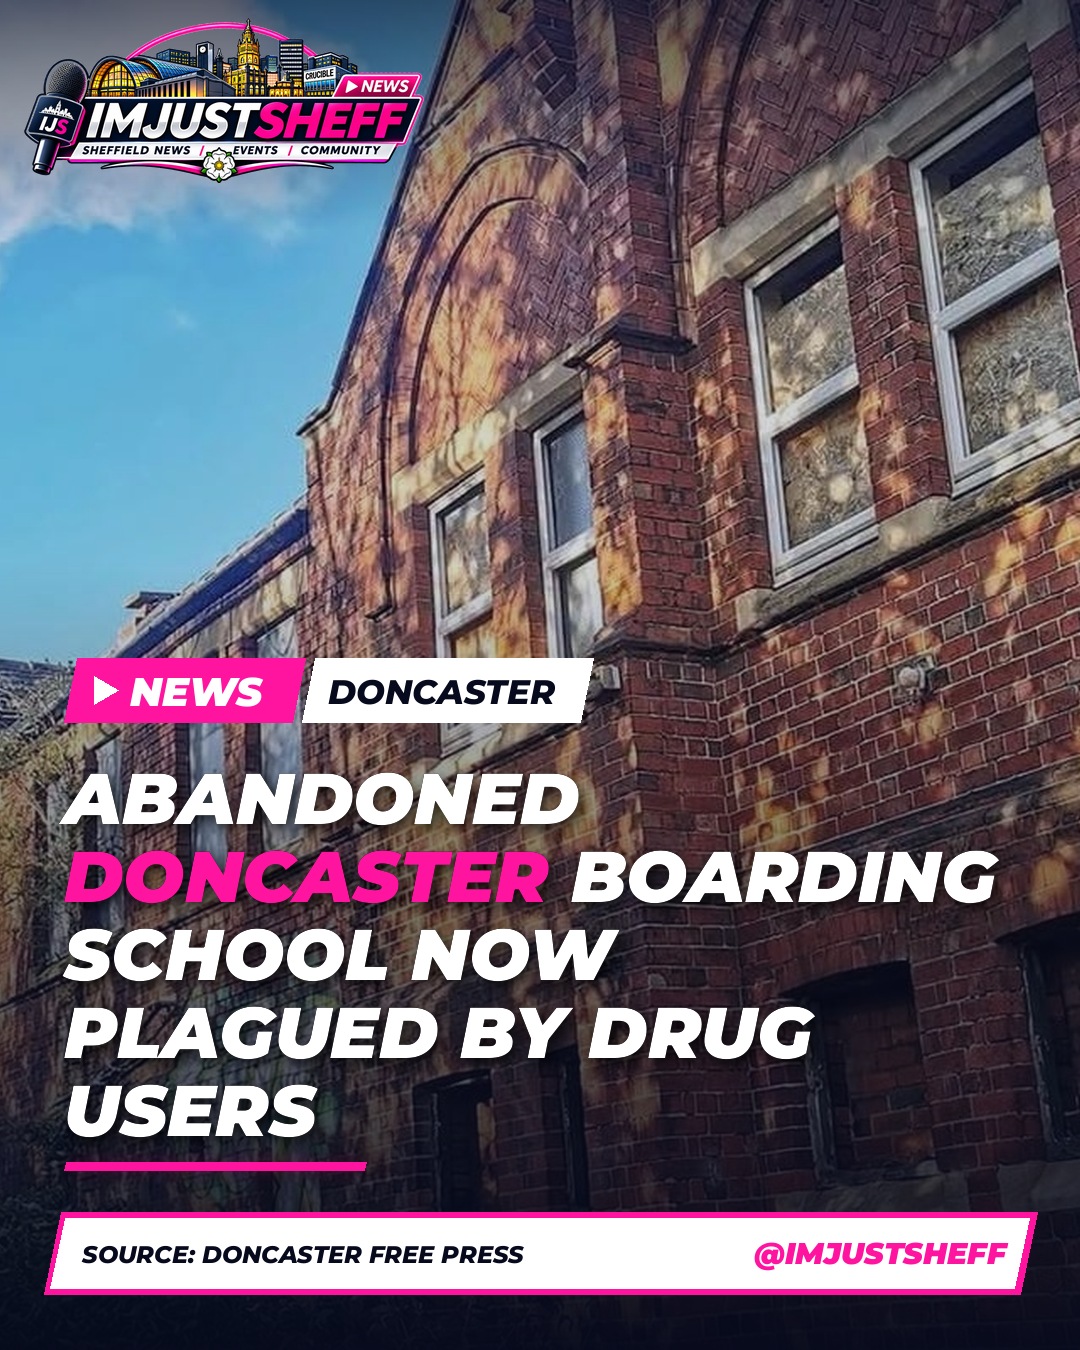 CRUCIBLE
NEWS
IJS
IMJUSTSHEFF
SHEFFIELD NEWS / EVENTS / COMMUNITY
NEWS DONCASTER
ABANDONED
DONCASTER BOARDING
SCHOOL NOW
PLAGUED BY DRUG
USERS
SOURCE: DONCASTER FREE PRESS @IMJUSTSHEFF